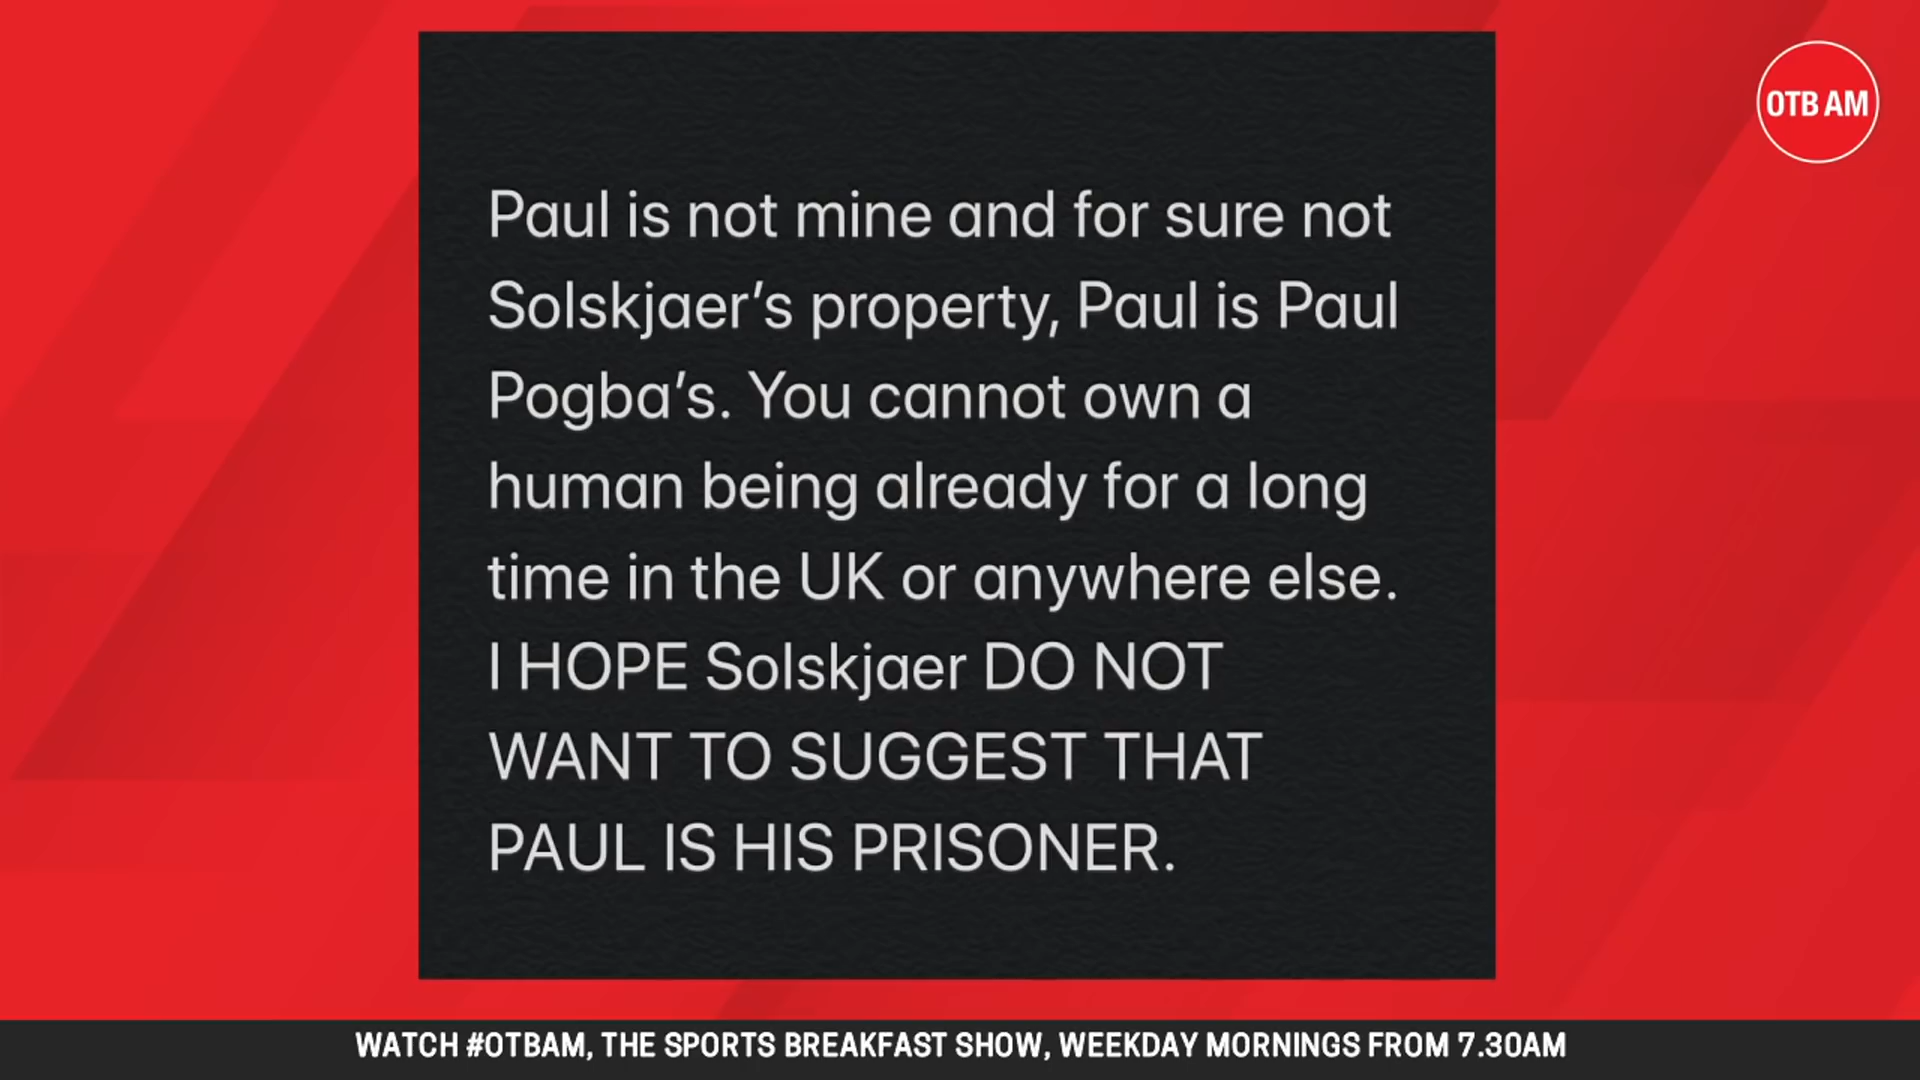 OTB AM
Paul is not mine and for sure not
Solskjaer’s property, Paul is Paul
Pogba’s. You cannot own a
human being already for a long
time in the UK or anywhere else.
I HOPE Solskjaer DO NOT
WANT TO SUGGEST THAT
PAUL IS HIS PRISONER.
WATCH #OTBAM, THE SPORTS BREAKFAST SHOW, WEEKDAY MORNINGS FROM 7.30AM